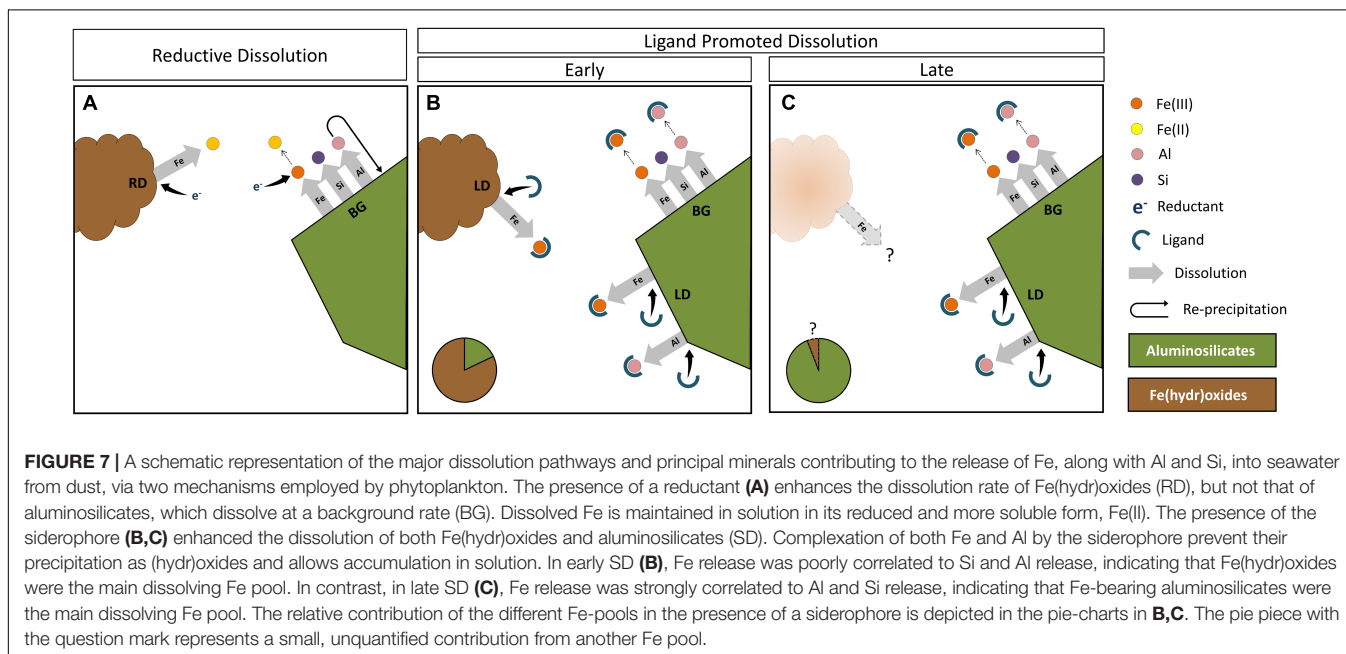 Reductive Dissolution
Ligand Promoted Dissolution
Early
Late
A
RD
Fe
e-
e-
Fe
Si
Al
BG
B
LD
Fe
Fe
Si
Al
BG
Fe
LD
Al
C
Fe
?
?
Fe
Si
Al
BG
Fe
LD
Al
Fe(III)
Fe(II)
Al
Si
e- Reductant
Ligand
Dissolution
Re-precipitation
Aluminosilicates
Fe(hydr)oxides
FIGURE 7 | A schematic representation of the major dissolution pathways and principal minerals contributing to the release of Fe, along with Al and Si, into seawater
from dust, via two mechanisms employed by phytoplankton. The presence of a reductant (A) enhances the dissolution rate of Fe(hydr)oxides (RD), but not that of
aluminosilicates, which dissolve at a background rate (BG). Dissolved Fe is maintained in solution in its reduced and more soluble form, Fe(II). The presence of the
siderophore (B,C) enhanced the dissolution of both Fe(hydr)oxides and aluminosilicates (SD). Complexation of both Fe and Al by the siderophore prevent their
precipitation as (hydr)oxides and allows accumulation in solution. In early SD (B), Fe release was poorly correlated to Si and Al release, indicating that Fe(hydr)oxides
were the main dissolving Fe pool. In contrast, in late SD (C), Fe release was strongly correlated to Al and Si release, indicating that Fe-bearing aluminosilicates were
the main dissolving Fe pool. The relative contribution of the different Fe-pools in the presence of a siderophore is depicted in the pie-charts in B,C. The pie piece with
the question mark represents a small, unquantified contribution from another Fe pool.